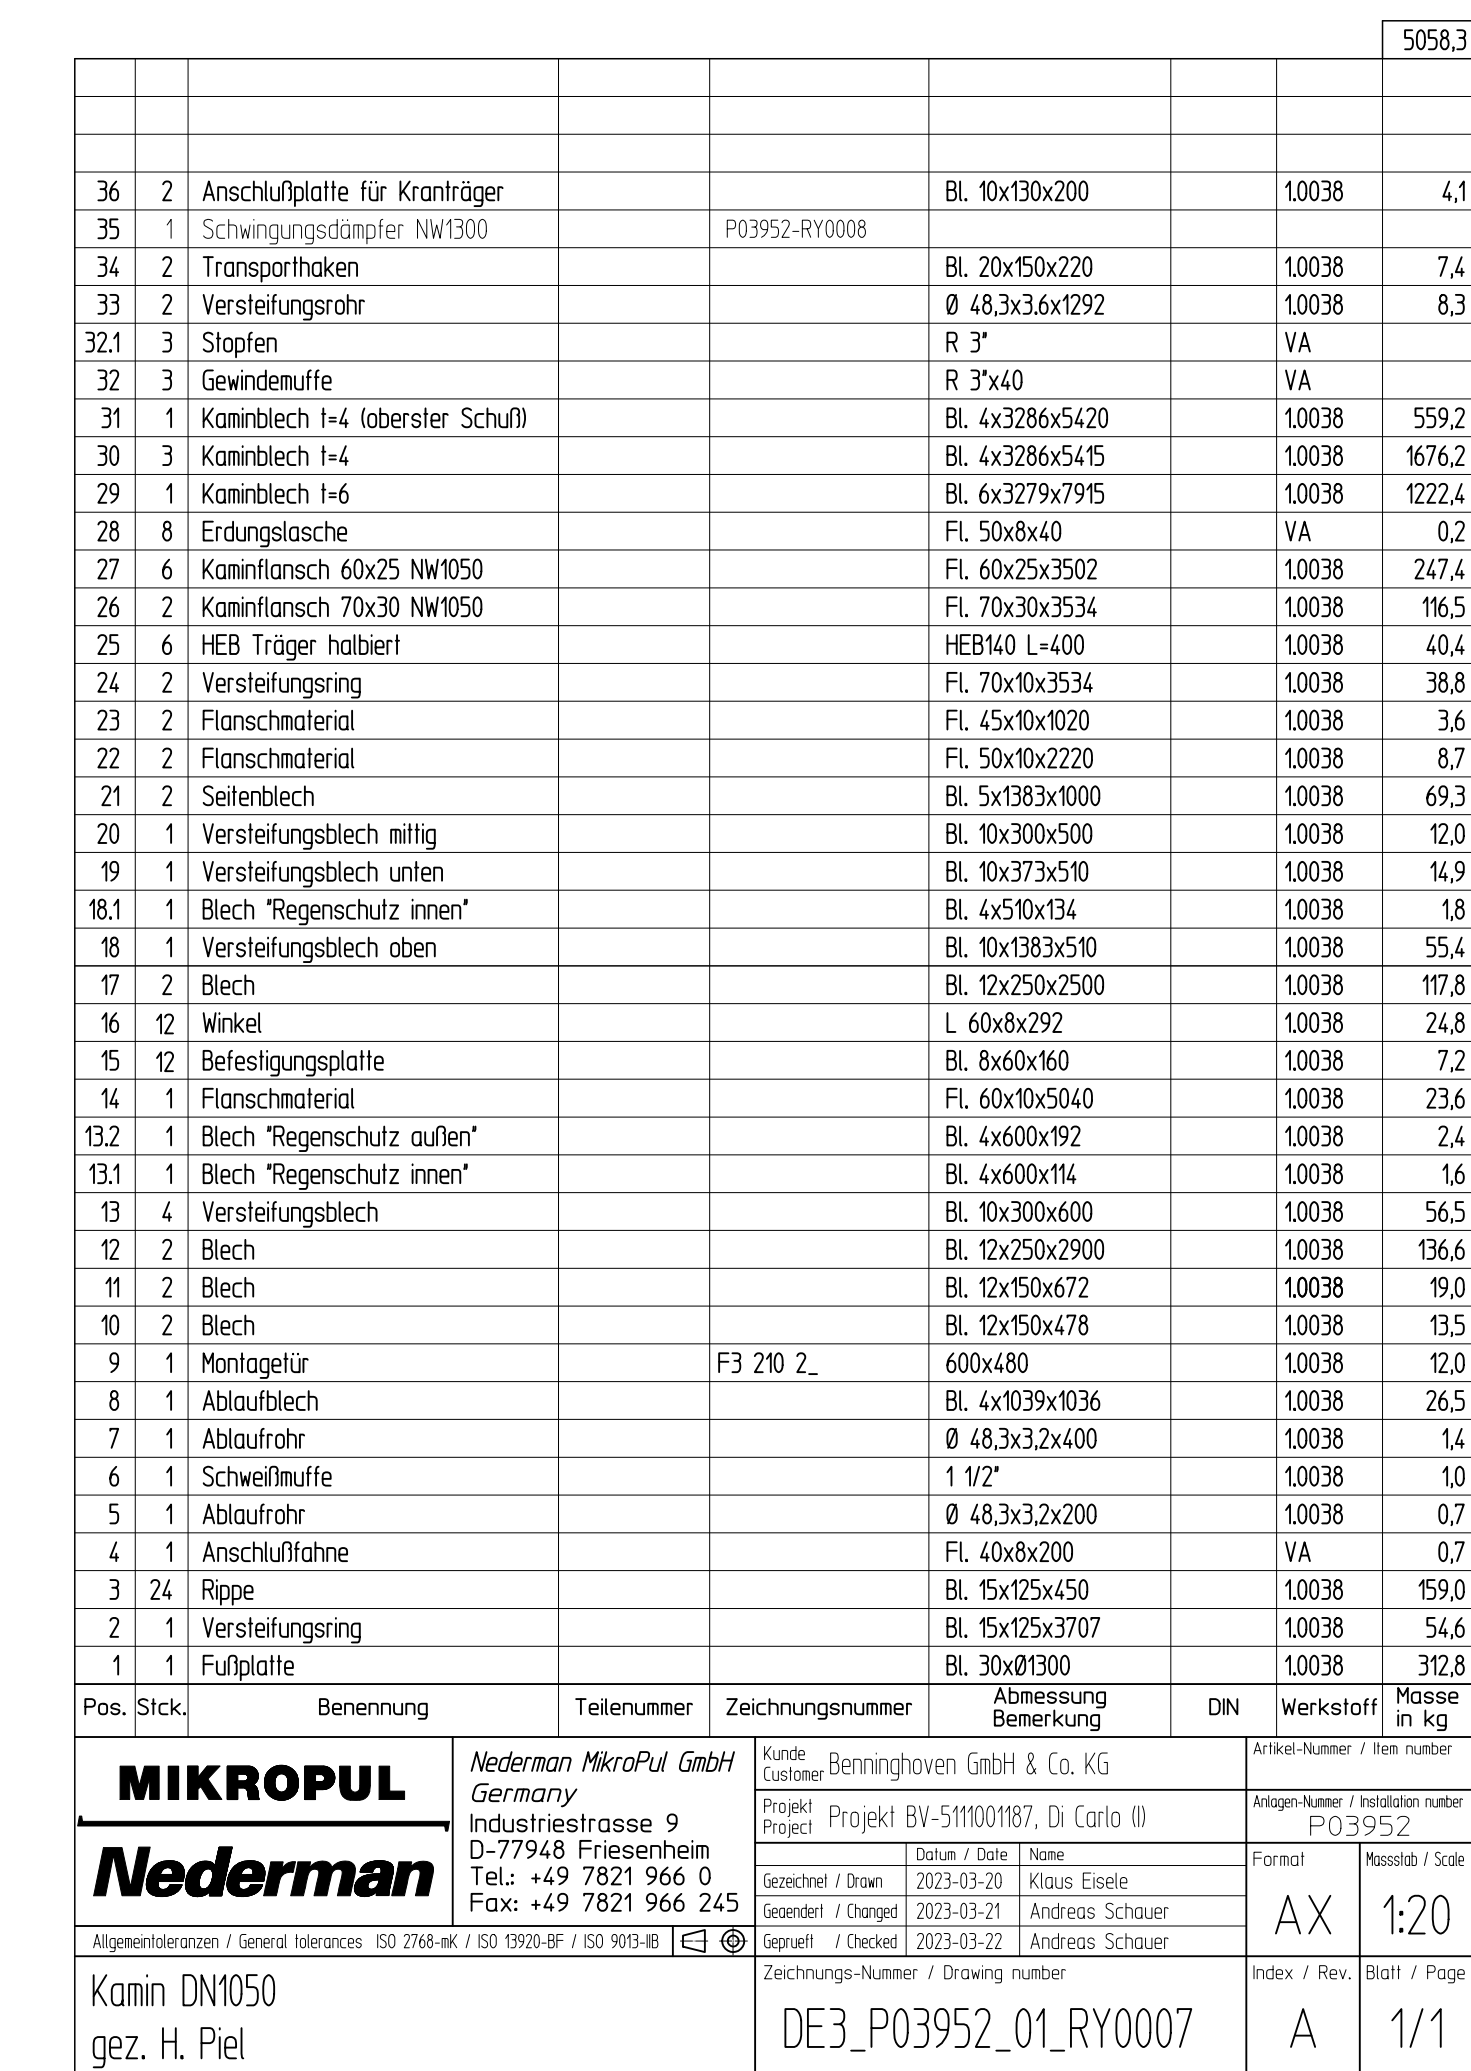 5058,3
36 2 Anschlußplatte für Kranträger Bl. 10x130x200 1.0038 4,1
35 1 Schwingungsdämpfer NW1300 P03952-RY0008
34 2 Transporthaken Bl. 20x150x220 1.0038 7,4
33 2 Versteifungsrohr Ø 48,3x3.6x1292 1.0038 8,3
32.1 3 Stopfen R 3" VA
32 3 Gewindemuffe R 3"x40 VA
31 1 Kaminblech t=4 (oberster Schuß) Bl. 4x3286x5420 1.0038 559,2
30 3 Kaminblech t=4 Bl. 4x3286x5415 1.0038 1676,2
29 1 Kaminblech t=6 Bl. 6x3279x7915 1.0038 1222,4
28 8 Erdungslasche Fl. 50x8x40 VA 0,2
27 6 Kaminflansch 60x25 NW1050 Fl. 60x25x3502 1.0038 247,4
26 2 Kaminflansch 70x30 NW1050 Fl. 70x30x3534 1.0038 116,5
25 6 HEB Träger halbiert HEB140 L=400 1.0038 40,4
24 2 Versteifungsring Fl. 70x10x3534 1.0038 38,8
23 2 Flanschmaterial Fl. 45x10x1020 1.0038 3,6
22 2 Flanschmaterial Fl. 50x10x2220 1.0038 8,7
21 2 Seitenblech Bl. 5x1383x1000 1.0038 69,3
20 1 Versteifungsblech mittig Bl. 10x300x500 1.0038 12,0
19 1 Versteifungsblech unten Bl. 10x373x510 1.0038 14,9
18.1 1 Blech "Regenschutz innen" Bl. 4x510x134 1.0038 1,8
18 1 Versteifungsblech oben Bl. 10x1383x510 1.0038 55,4
17 2 Blech Bl. 12x250x2500 1.0038 117,8
16 12 Winkel L 60x8x292 1.0038 24,8
15 12 Befestigungsplatte Bl. 8x60x160 1.0038 7,2
14 1 Flanschmaterial Fl. 60x10x5040 1.0038 23,6
13.2 1 Blech "Regenschutz außen" Bl. 4x600x192 1.0038 2,4
13.1 1 Blech "Regenschutz innen" Bl. 4x600x114 1.0038 1,6
13 4 Versteifungsblech Bl. 10x300x600 1.0038 56,5
12 2 Blech Bl. 12x250x2900 1.0038 136,6
11 2 Blech Bl. 12x150x672 1.0038 19,0
10 2 Blech Bl. 12x150x478 1.0038 13,5
9 1 Montagetür F3 210 2_ 600x480 1.0038 12,0
8 1 Ablaufblech Bl. 4x1039x1036 1.0038 26,5
7 1 Ablaufrohr Ø 48,3x3,2x400 1.0038 1,4
6 1 Schweißmuffe 1 1/2" 1.0038 1,0
5 1 Ablaufrohr Ø 48,3x3,2x200 1.0038 0,7
4 1 Anschlußfahne Fl. 40x8x200 VA 0,7
3 24 Rippe Bl. 15x125x450 1.0038 159,0
2 1 Versteifungsring Bl. 15x125x3707 1.0038 54,6
1 1 Fußplatte Bl. 30xØ1300 1.0038 312,8
Pos. Stck. Benennung Teilenummer Zeichnungsnummer Abmessung Bemerkung DIN Werkstoff Masse in kg
MIKROPUL
Nederman
Nederman MikroPul GmbH
Germany
Industriestrasse 9
D-77948 Friesenheim
Tel.: +49 7821 966 0
Fax: +49 7821 966 245
Kunde
Customer Benninghoven GmbH & Co. KG
Artikel-Nummer / Item number
Projekt
Project Projekt BV-5111001187, Di Carlo (I)
Anlagen-Nummer / Installation number
P03952
Datum / Date Name
Gezeichnet / Drawn 2023-03-20 Klaus Eisele
Geaendert / Changed 2023-03-21 Andreas Schauer
Geprueft / Checked 2023-03-22 Andreas Schauer
Format
AX
Massstab / Scale
1:20
Allgemeintoleranzen / General tolerances ISO 2768-mK / ISO 13920-BF / ISO 9013-IIB
Kamin DN1050
gez. H. Piel
Zeichnungs-Nummer / Drawing number
DE3_P03952_01_RY0007
Index / Rev.
A
Blatt / Page
1/1